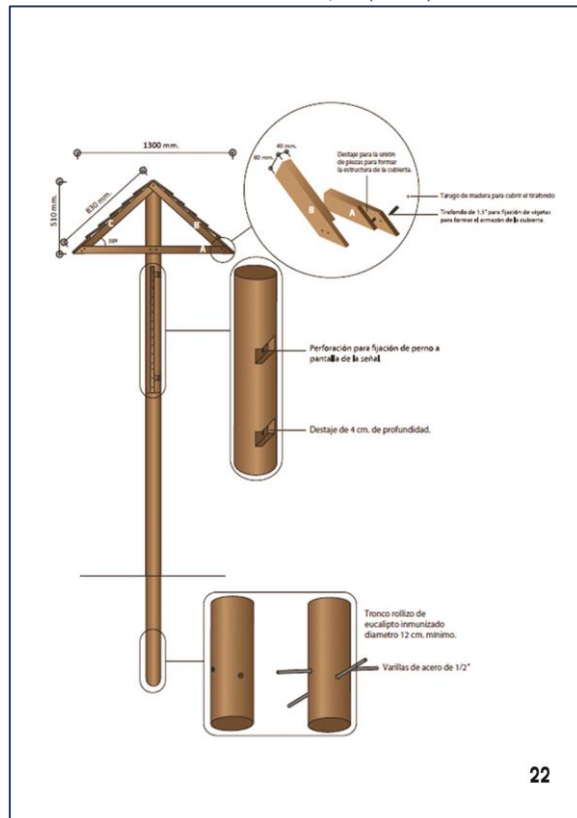 1300 mm.
40 mm.
80 mm.
Destaje para la unión
de piezas para formar
la estructura de la cubierta.
B
A
Tarugo de madera para cubrir el tirafondo
Tirafondo de 3.5" para fijación de viguetas
para formar el armazón de la cubierta
510 mm.
830 mm.
C
B
A
Perforación para fijación de perno a
pantalla de la señal.
Destaje de 4 cm. de profundidad.
Tronco rollizo de
eucalipto inmunizado
diametro 12 cm. mínimo.
Varillas de acero de 1/2"
22